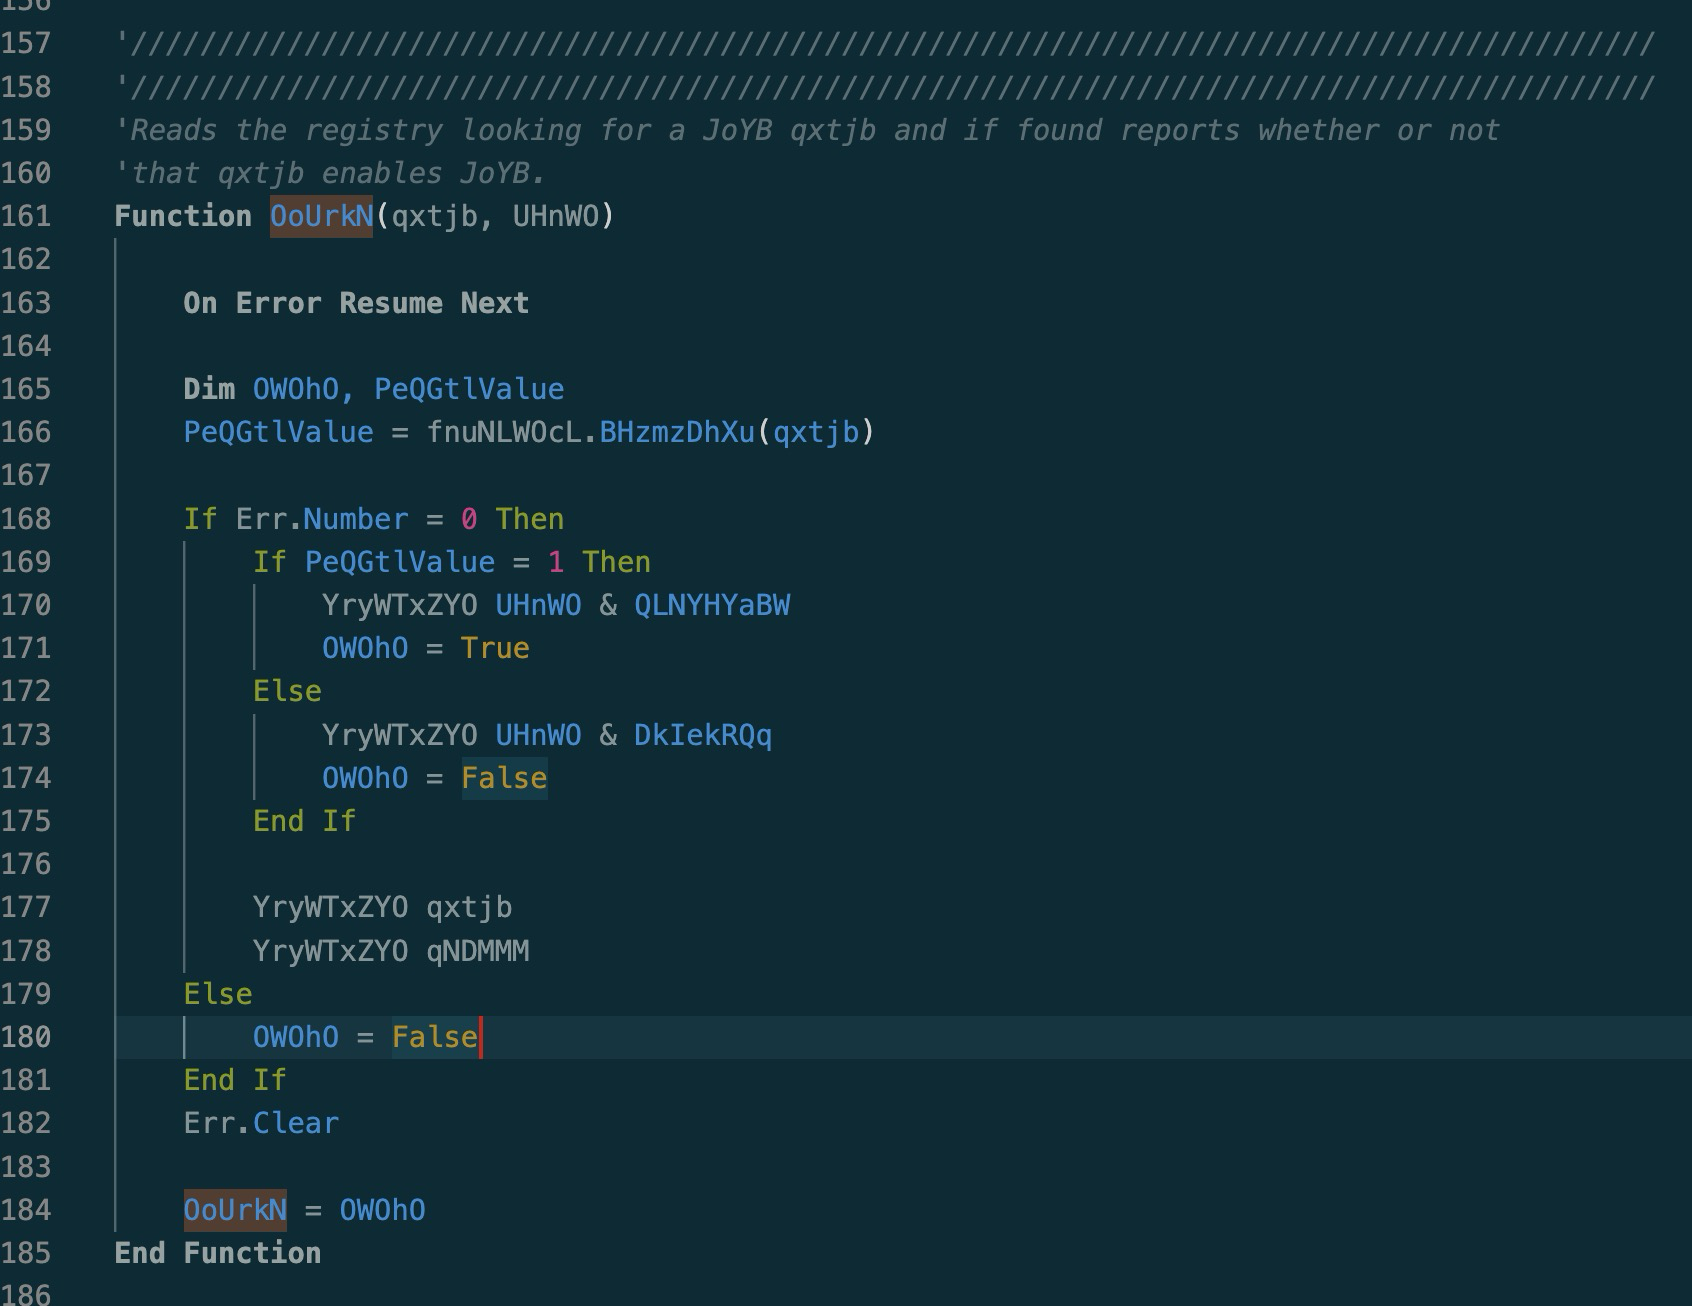 156
157 '////////////////////////////////////////////////////////////////////////////////////////
158 '////////////////////////////////////////////////////////////////////////////////////////
159 'Reads the registry looking for a JoYB qxtjb and if found reports whether or not
160 'that qxtjb enables JoYB.
161 Function OoUrkN(qxtjb, UHnWO)
162
163 On Error Resume Next
164
165 Dim OWOhO, PeQGtlValue
166 PeQGtlValue = fnuNLWOcL.BHzmzDhXu(qxtjb)
167
168 If Err.Number = 0 Then
169 If PeQGtlValue = 1 Then
170 YryWTxZYO UHnWO & QLNYHYaBW
171 OWOhO = True
172 Else
173 YryWTxZYO UHnWO & DkIekRQq
174 OWOhO = False
175 End If
176
177 YryWTxZYO qxtjb
178 YryWTxZYO qNDMMM
179 Else
180 OWOhO = False
181 End If
182 Err.Clear
183
184 OoUrkN = OWOhO
185 End Function
186